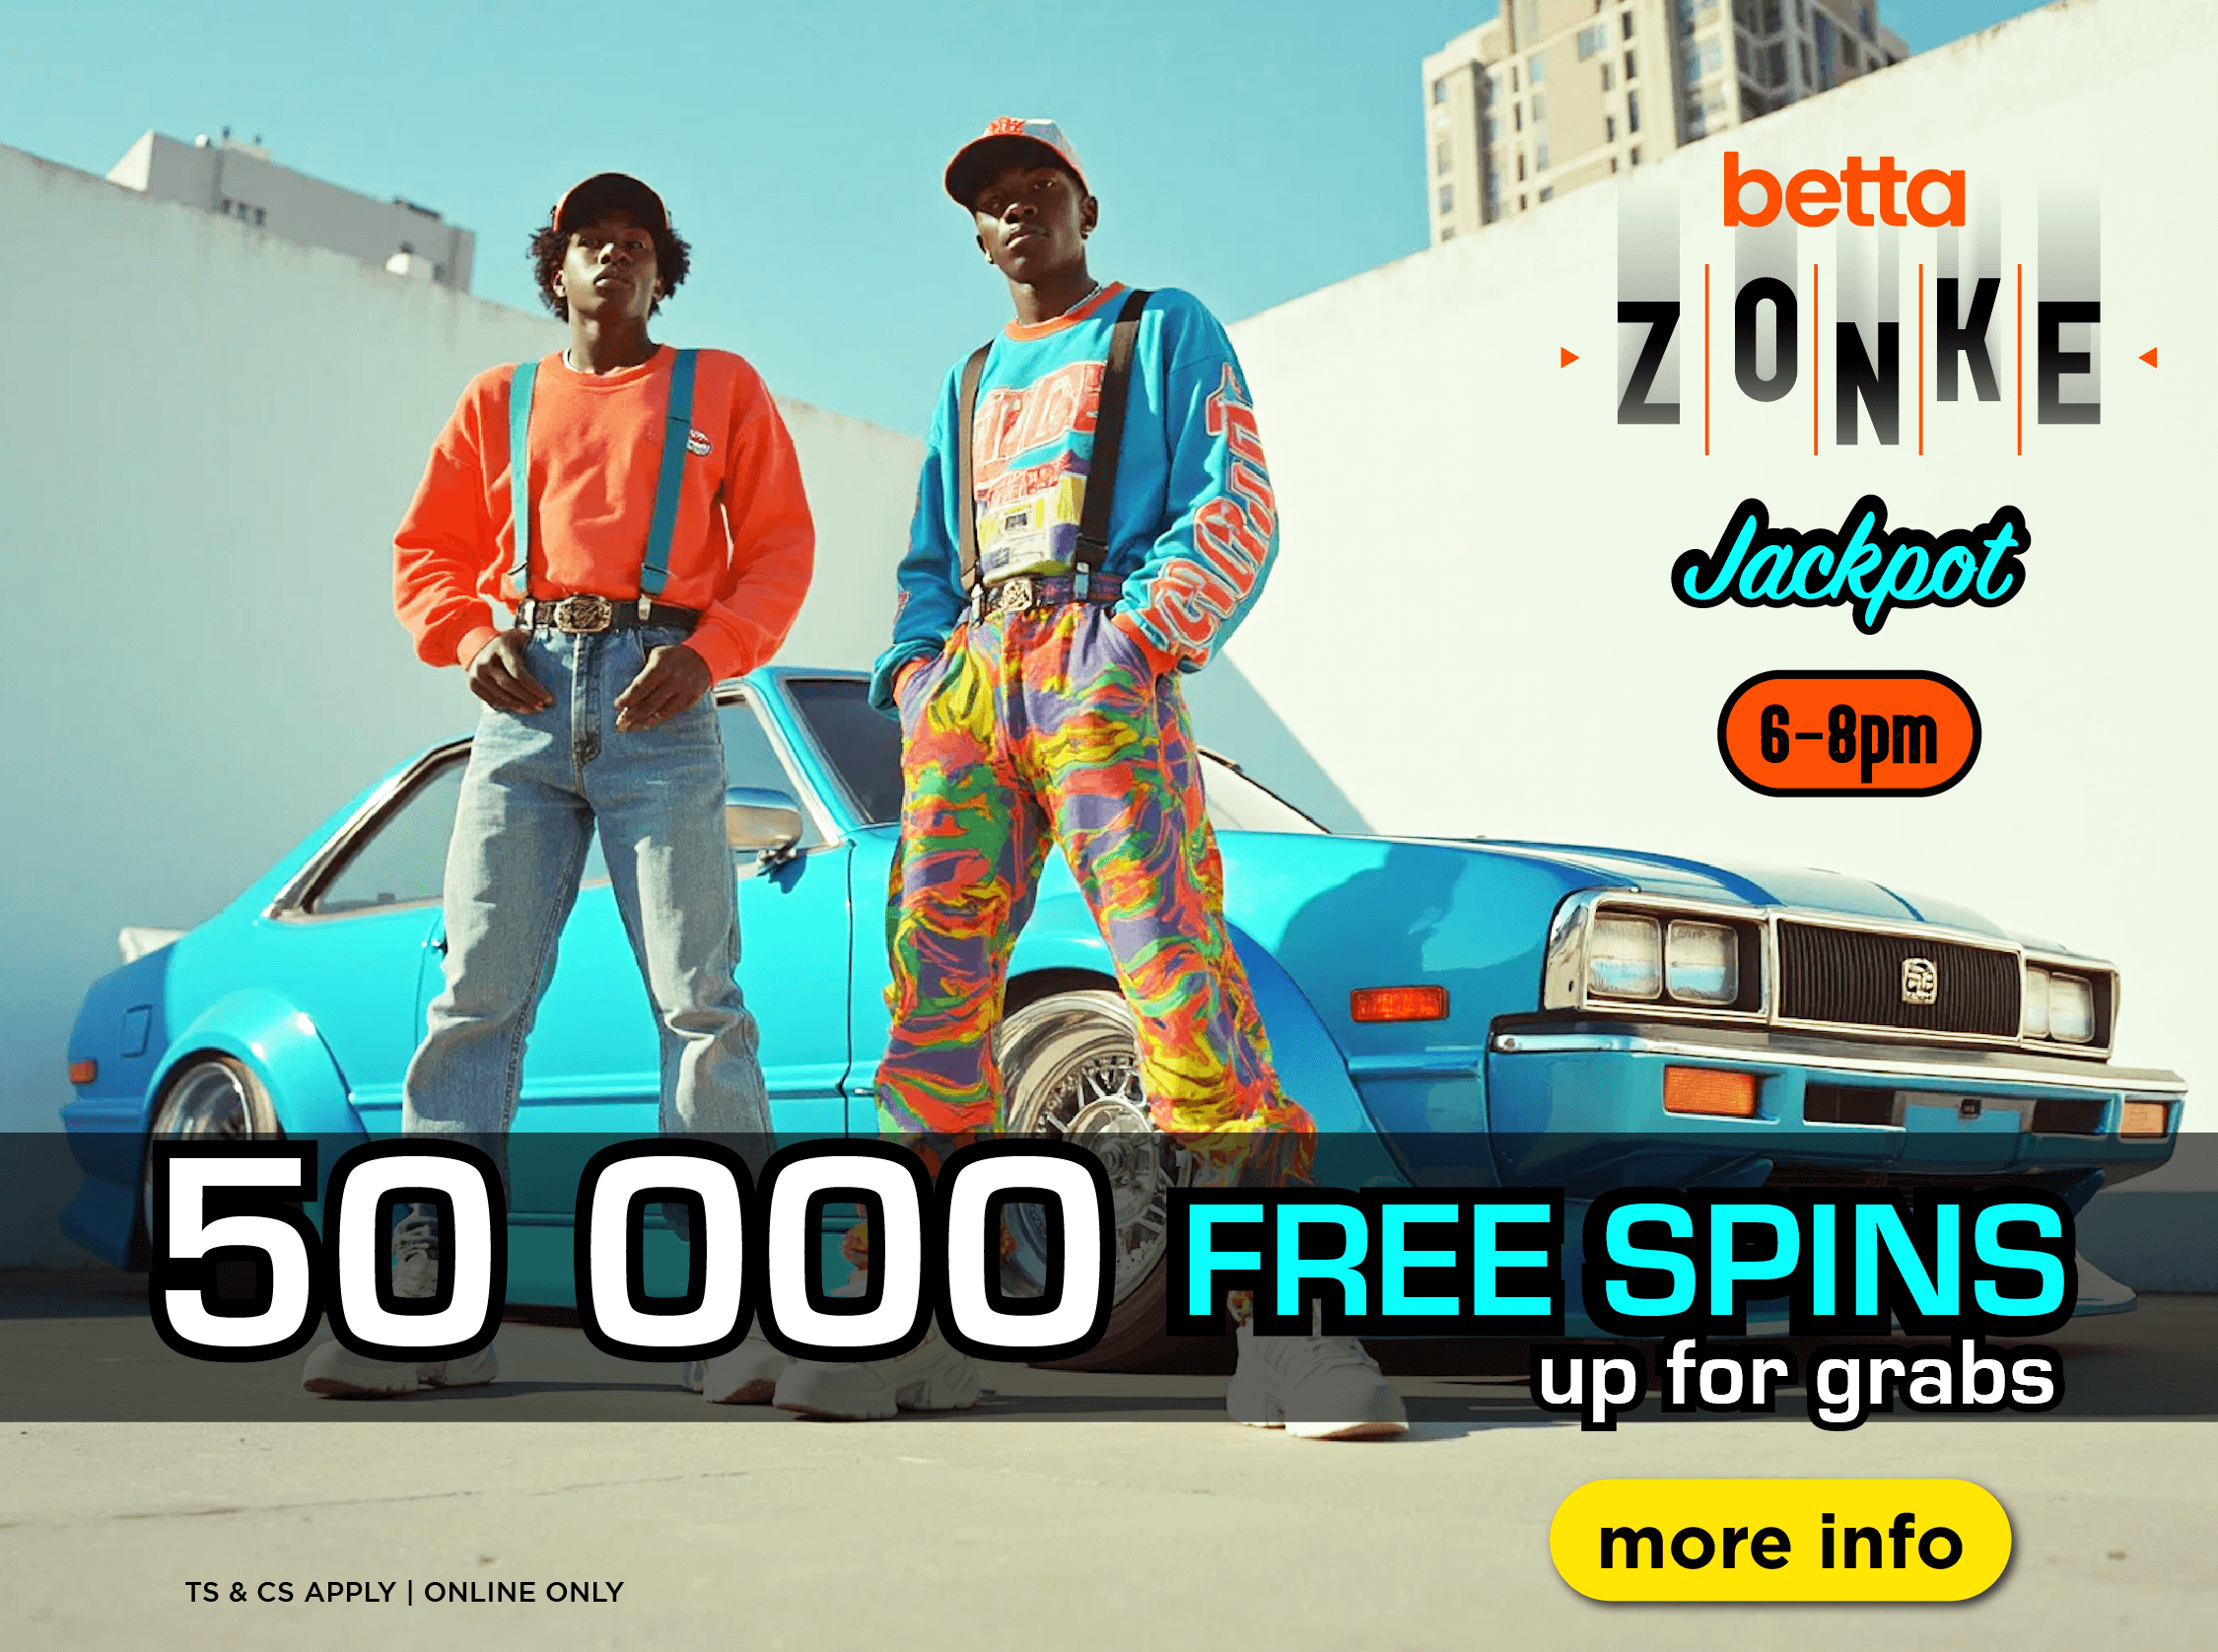 betta
ZONKE
Jackpot
6-8pm
50 000 FREE SPINS
up for grabs
more info
TS & CS APPLY | ONLINE ONLY